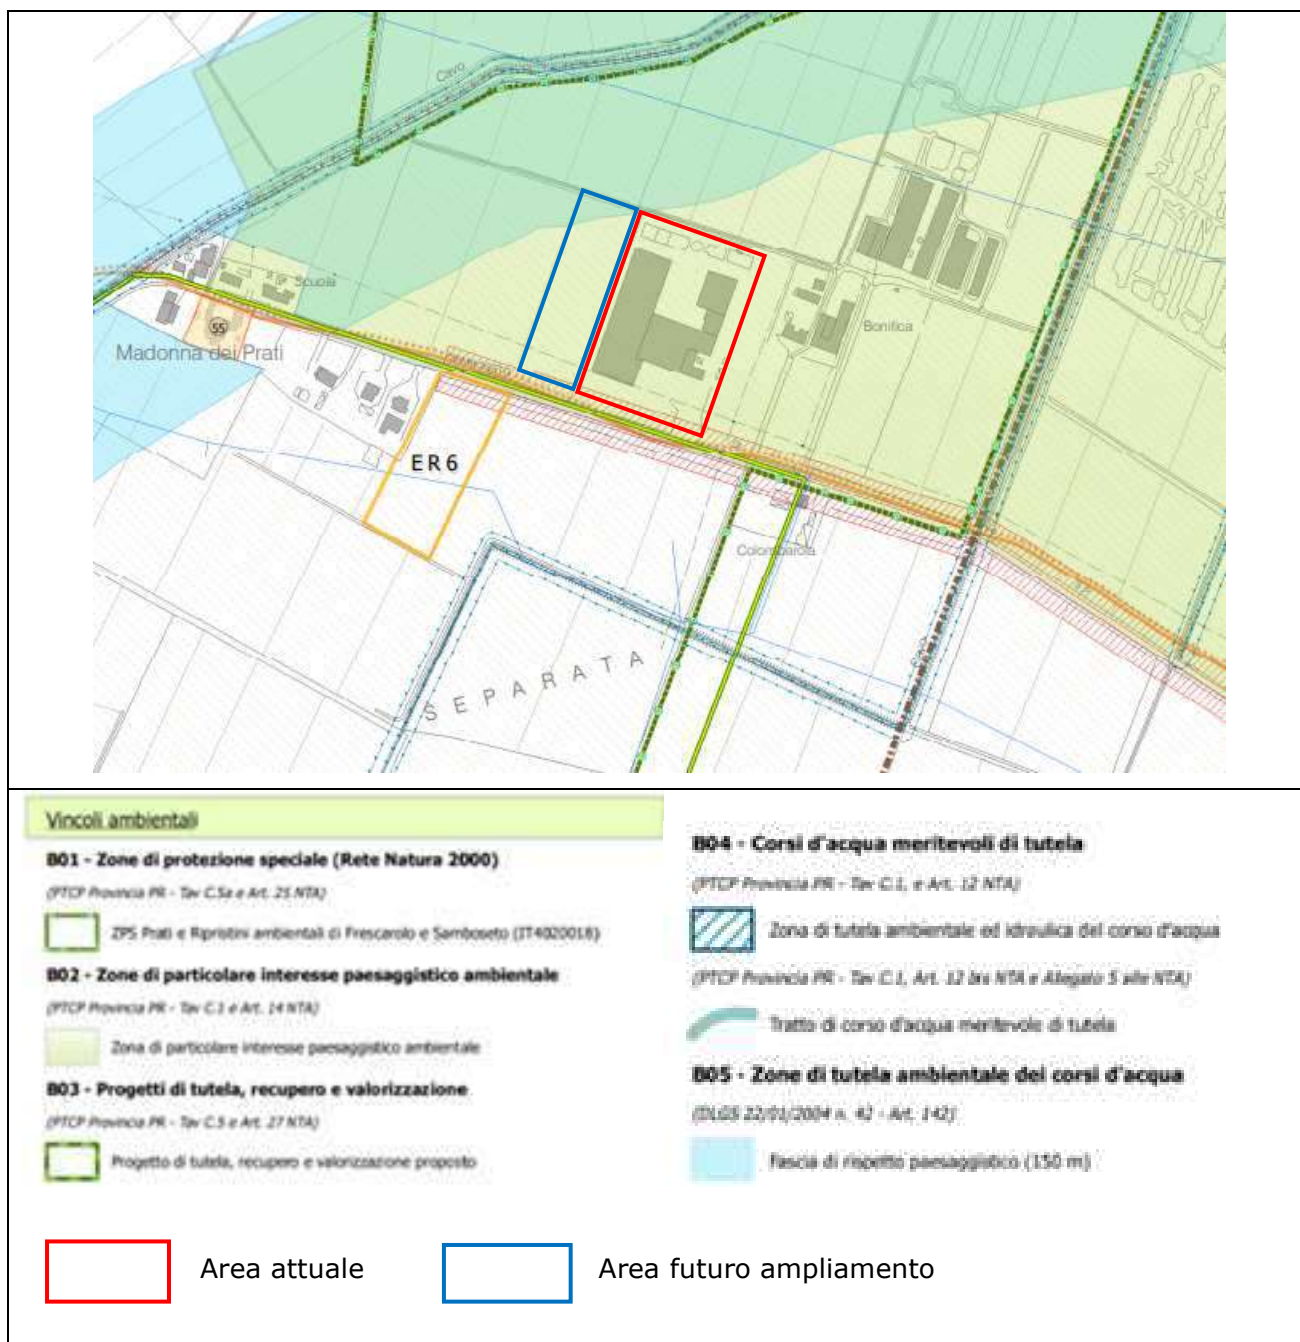 Cavo
Scuola
55
Madonna dei Prati
Bonifica
ER6
Colombarola
SEPARATA
Vincoli ambientali
B01 - Zone di protezione speciale (Rete Natura 2000)
(PTCP Provincia PR - Tav C.5a e Art. 25 NTA)
ZPS Prati e Ripristini ambientali di Frescarolo e Samboseto (IT4020018)
B02 - Zone di particolare interesse paesaggistico ambientale
(PTCP Provincia PR - Tav C.1 e Art. 14 NTA)
Zona di particolare interesse paesaggistico ambientale
B03 - Progetti di tutela, recupero e valorizzazione
(PTCP Provincia PR - Tav C.5 e Art. 27 NTA)
Progetto di tutela, recupero e valorizzazione proposto
B04 - Corsi d'acqua meritevoli di tutela
(PTCP Provincia PR - Tav C.1, e Art. 12 NTA)
Zona di tutela ambientale ed idraulica del corso d'acqua
(PTCP Provincia PR - Tav C.1, Art. 12 bis NTA e Allegato 5 alle NTA)
Tratto di corso d'acqua meritevole di tutela
B05 - Zone di tutela ambientale dei corsi d'acqua
(DLGS 22/01/2004 n. 42 - Art. 142)
Fascia di rispetto paesaggistico (150 m)
Area attuale
Area futuro ampliamento